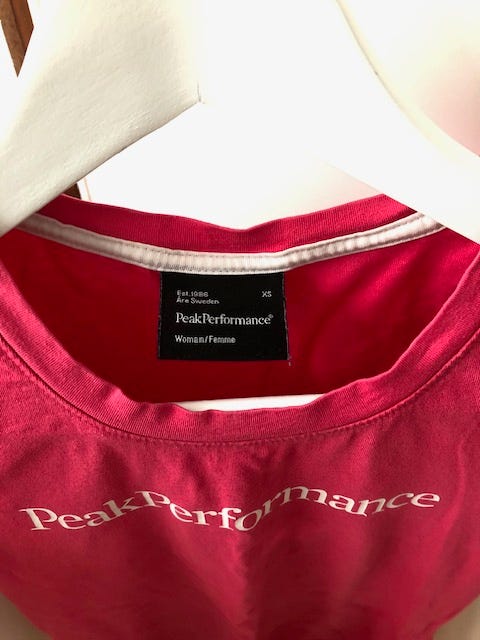 Est.1986 XS
Åre Sweden
PeakPerformance®
Woman/Femme
PeakPerformance